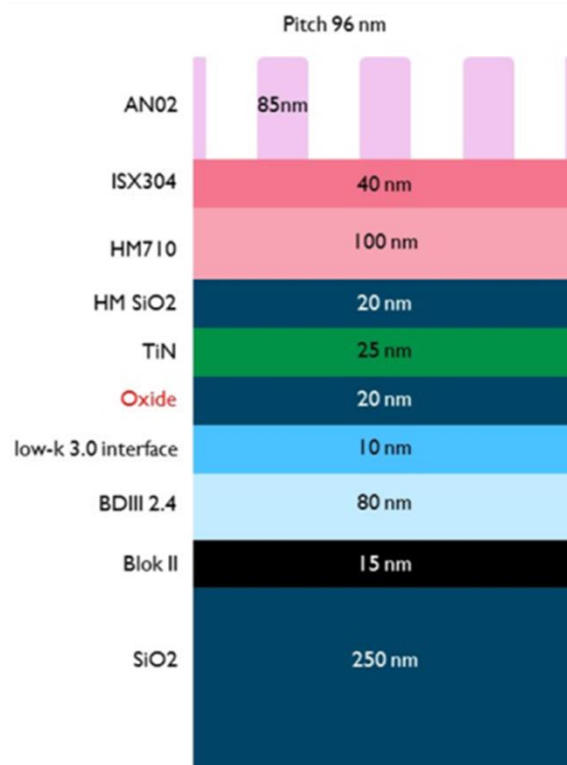 Pitch 96 nm
AN02 85nm
ISX304 40 nm
HM710 100 nm
HM SiO2 20 nm
TiN 25 nm
Oxide 20 nm
low-k 3.0 interface 10 nm
BDIII 2.4 80 nm
Blok II 15 nm
SiO2 250 nm